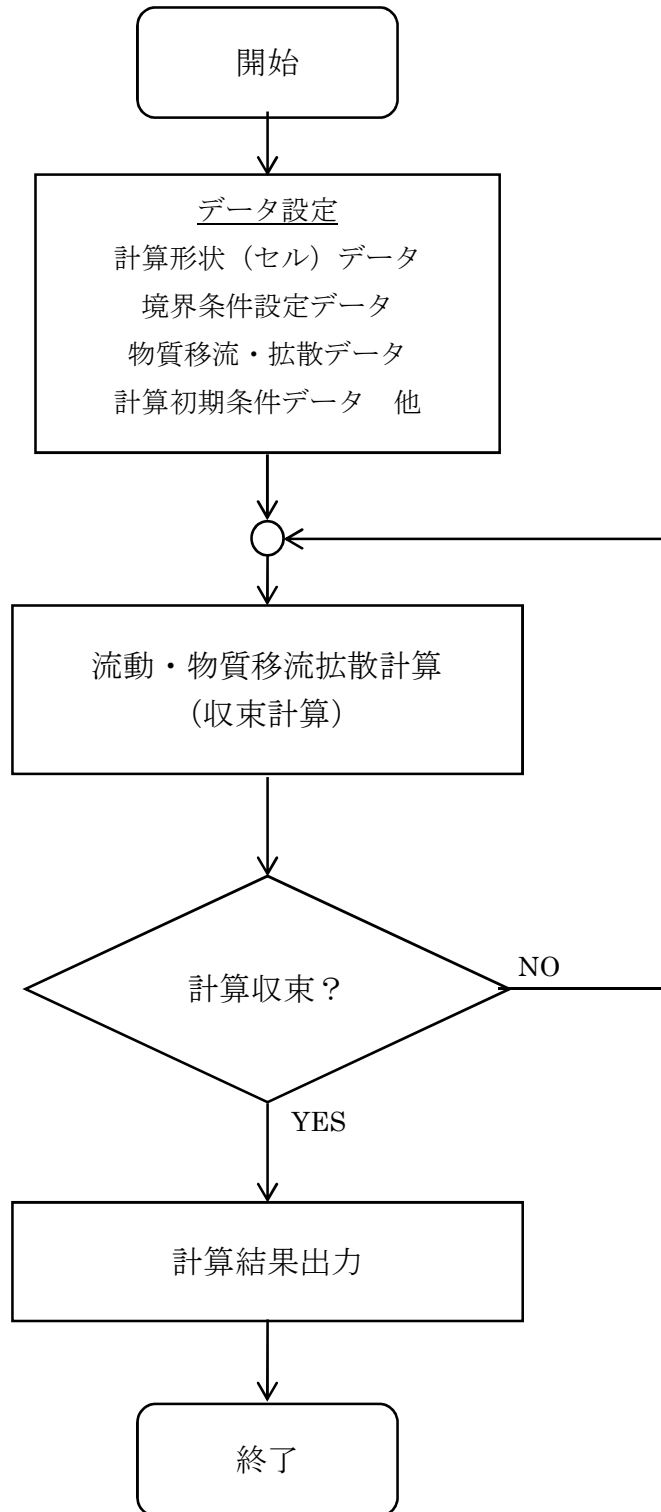 開始
データ設定
計算形状（セル）データ
境界条件設定データ
物質移流・拡散データ
計算初期条件データ　他
流動・物質移流拡散計算
（収束計算）
計算収束？
NO
YES
計算結果出力
終了